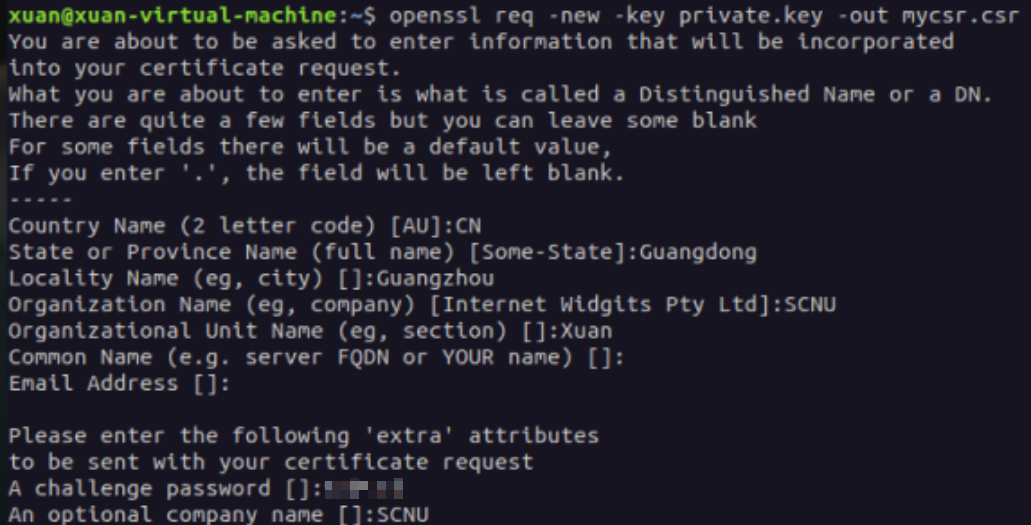 xuan@xuan-virtual-machine:~$ openssl req -new -key private.key -out mycsr.csr
You are about to be asked to enter information that will be incorporated
into your certificate request.
What you are about to enter is what is called a Distinguished Name or a DN.
There are quite a few fields but you can leave some blank
For some fields there will be a default value,
If you enter '.', the field will be left blank.
-----
Country Name (2 letter code) [AU]:CN
State or Province Name (full name) [Some-State]:Guangdong
Locality Name (eg, city) []:Guangzhou
Organization Name (eg, company) [Internet Widgits Pty Ltd]:SCNU
Organizational Unit Name (eg, section) []:Xuan
Common Name (e.g. server FQDN or YOUR name) []:
Email Address []:
Please enter the following 'extra' attributes
to be sent with your certificate request
A challenge password []:
An optional company name []:SCNU